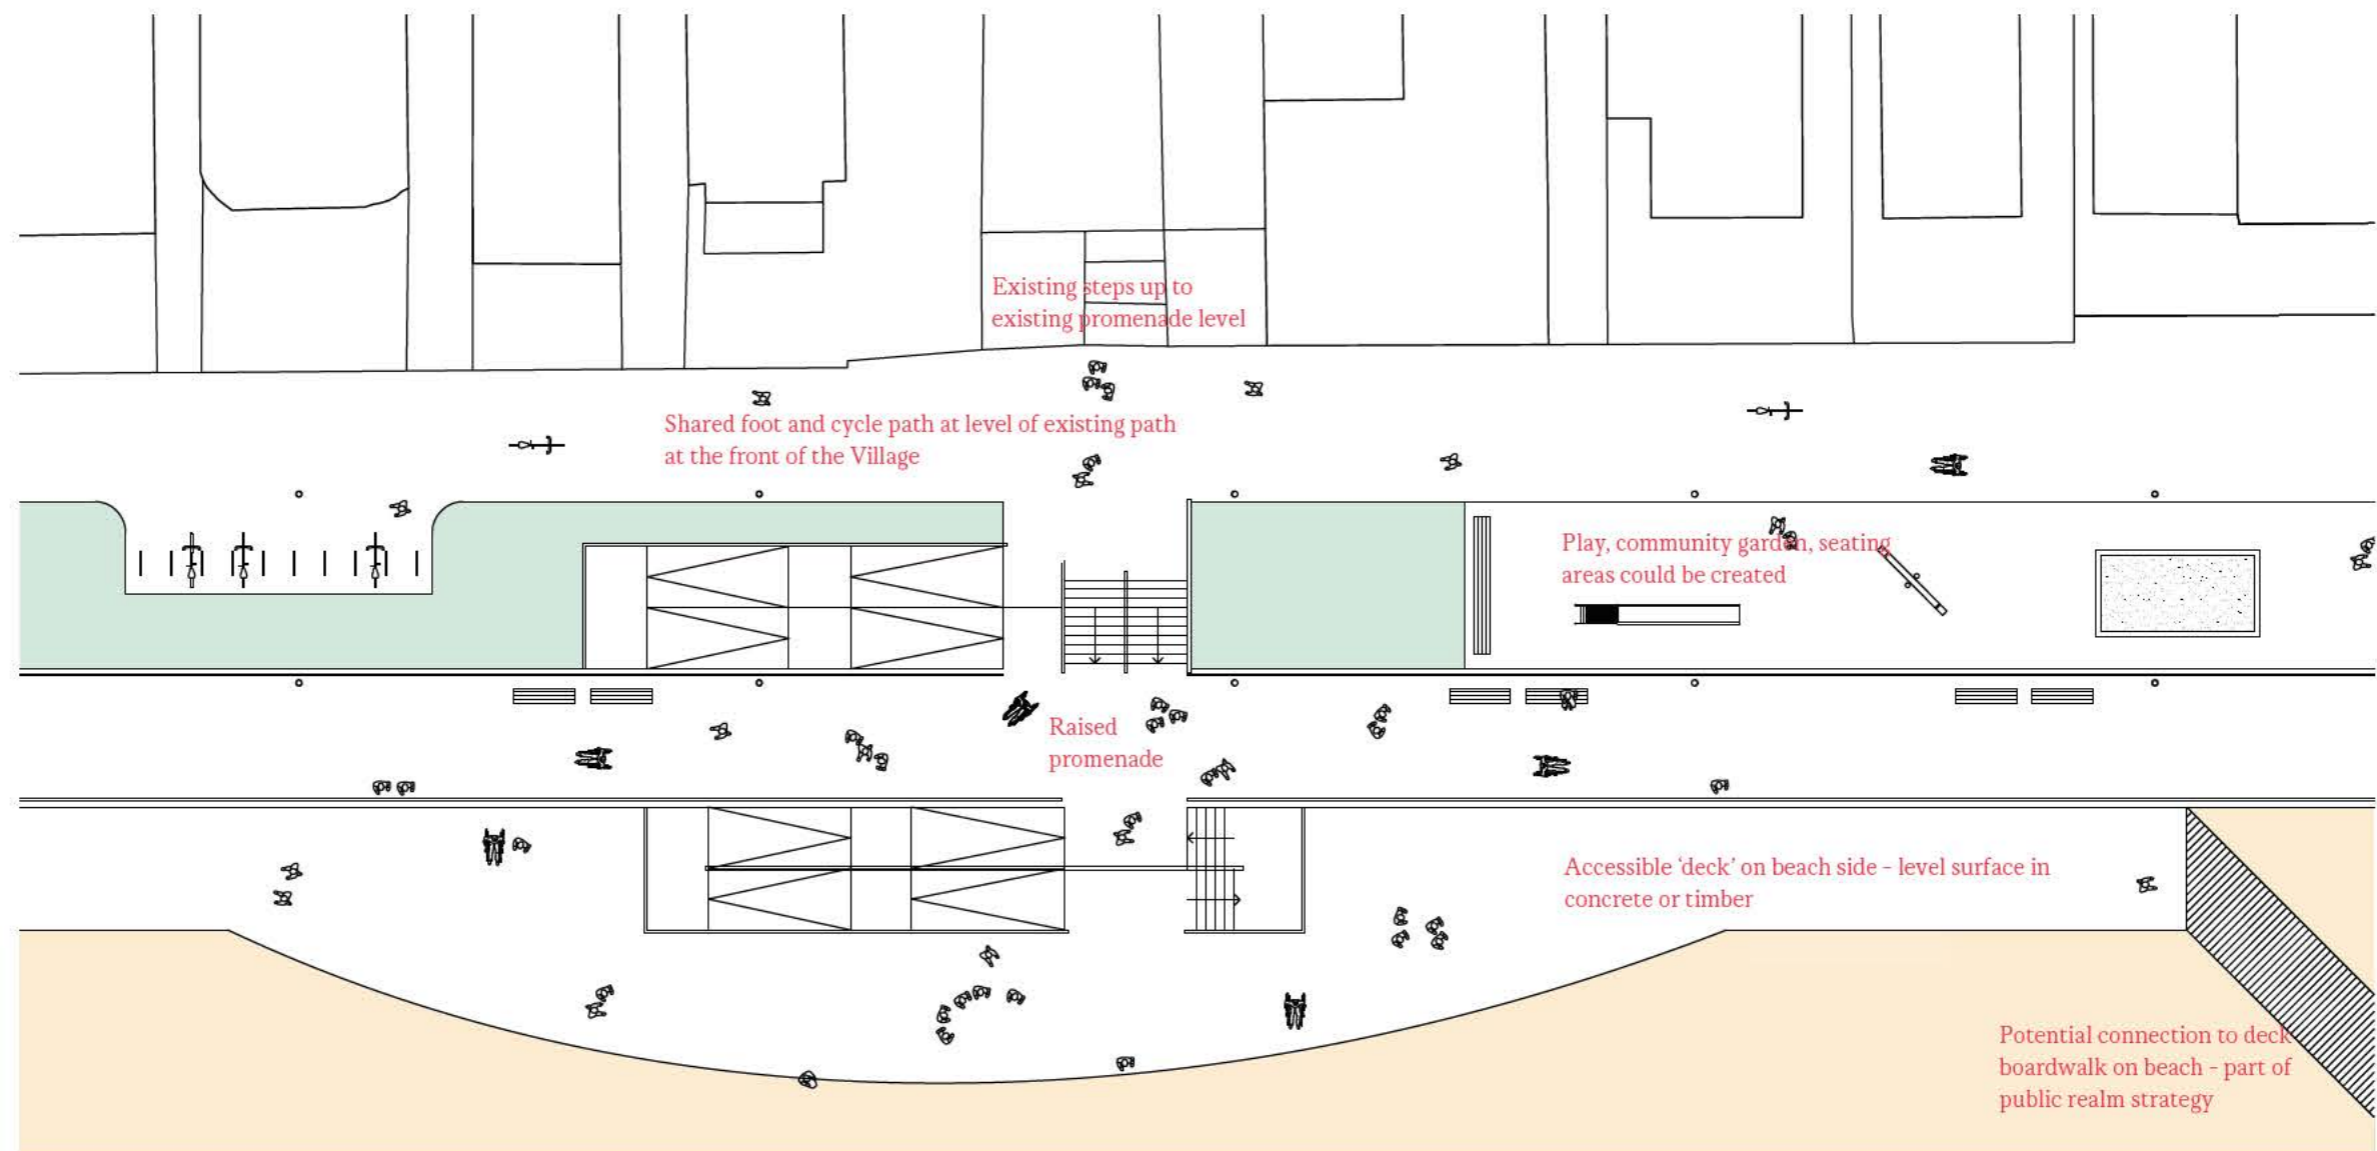 Existing steps up to
existing promenade level
Shared foot and cycle path at level of existing path
at the front of the Village
Play, community garden, seating
areas could be created
Raised
promenade
Accessible ‘deck’ on beach side - level surface in
concrete or timber
Potential connection to deck
boardwalk on beach - part of
public realm strategy